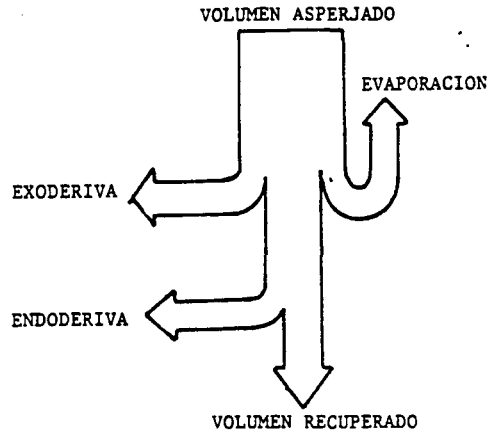 VOLUMEN ASPERJADO
EVAPORACION
EXODERIVA
ENDODERIVA
VOLUMEN RECUPERADO